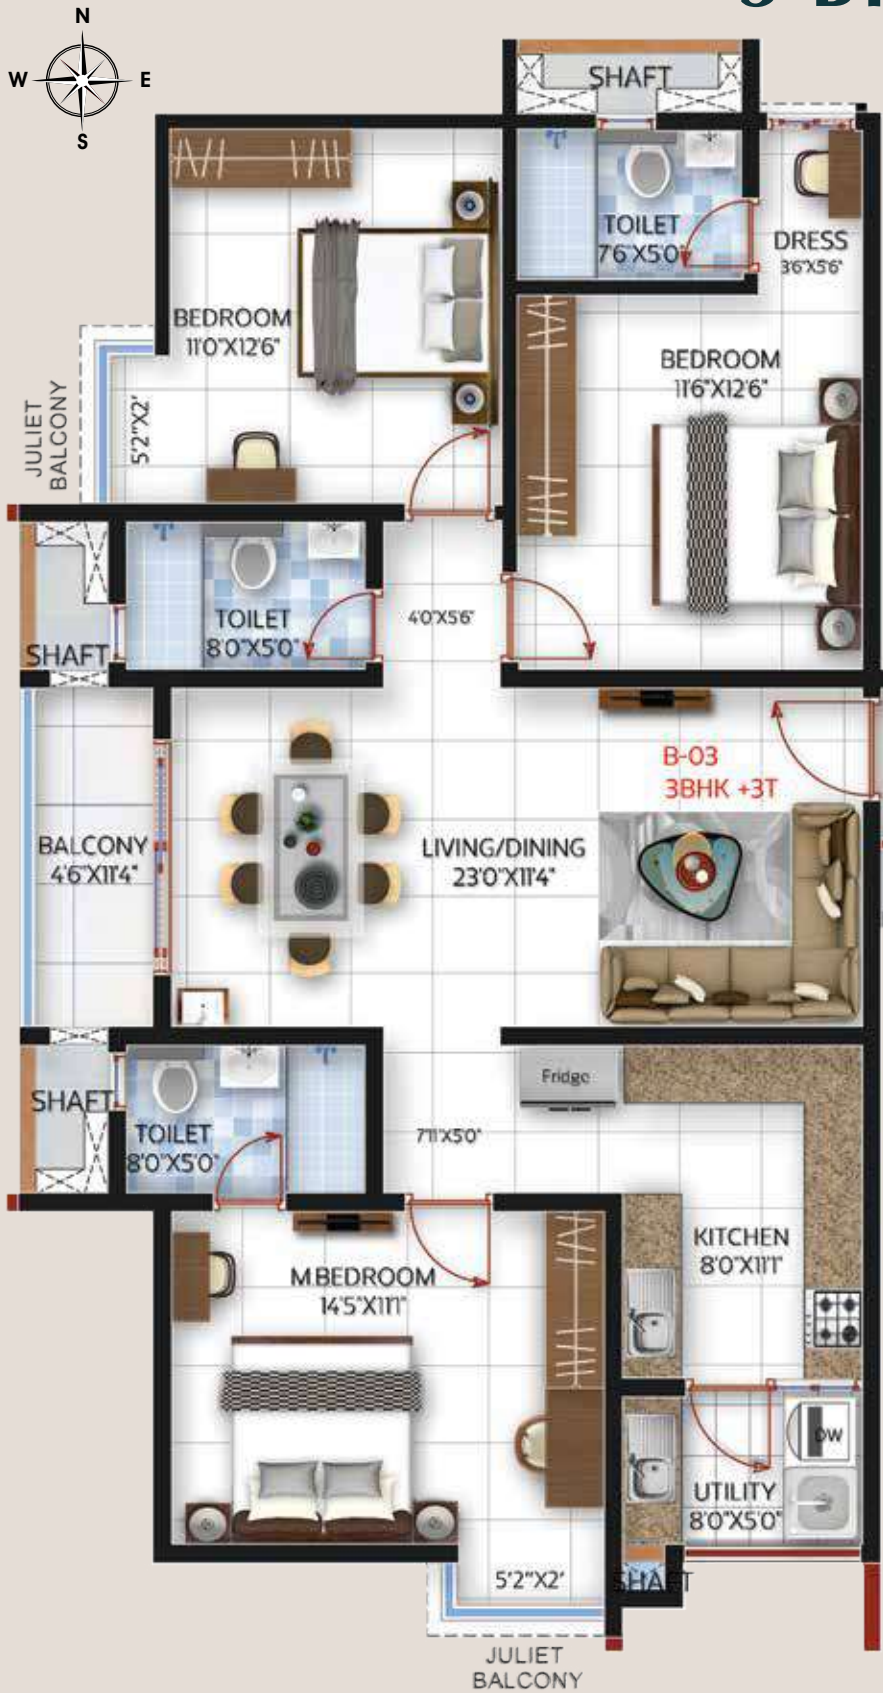 N
W E
S
SHAFT
TOILET
7'6"X5'0"
DRESS
3'6"X5'6"
BEDROOM
11'0"X12'6"
BEDROOM
11'6"X12'6"
JULIET
BALCONY
5'2"X2'
TOILET
8'0"X5'0"
4'0"X5'6"
SHAFT
B-03
3BHK +3T
BALCONY
4'6"X11'4"
LIVING/DINING
23'0"X11'4"
Fridge
SHAFT
TOILET
8'0"X5'0"
7'11"X5'0"
KITCHEN
8'0"X11'1"
M.BEDROOM
14'5"X11'1"
DW
UTILITY
8'0"X5'0"
5'2"X2'
SHAFT
JULIET
BALCONY